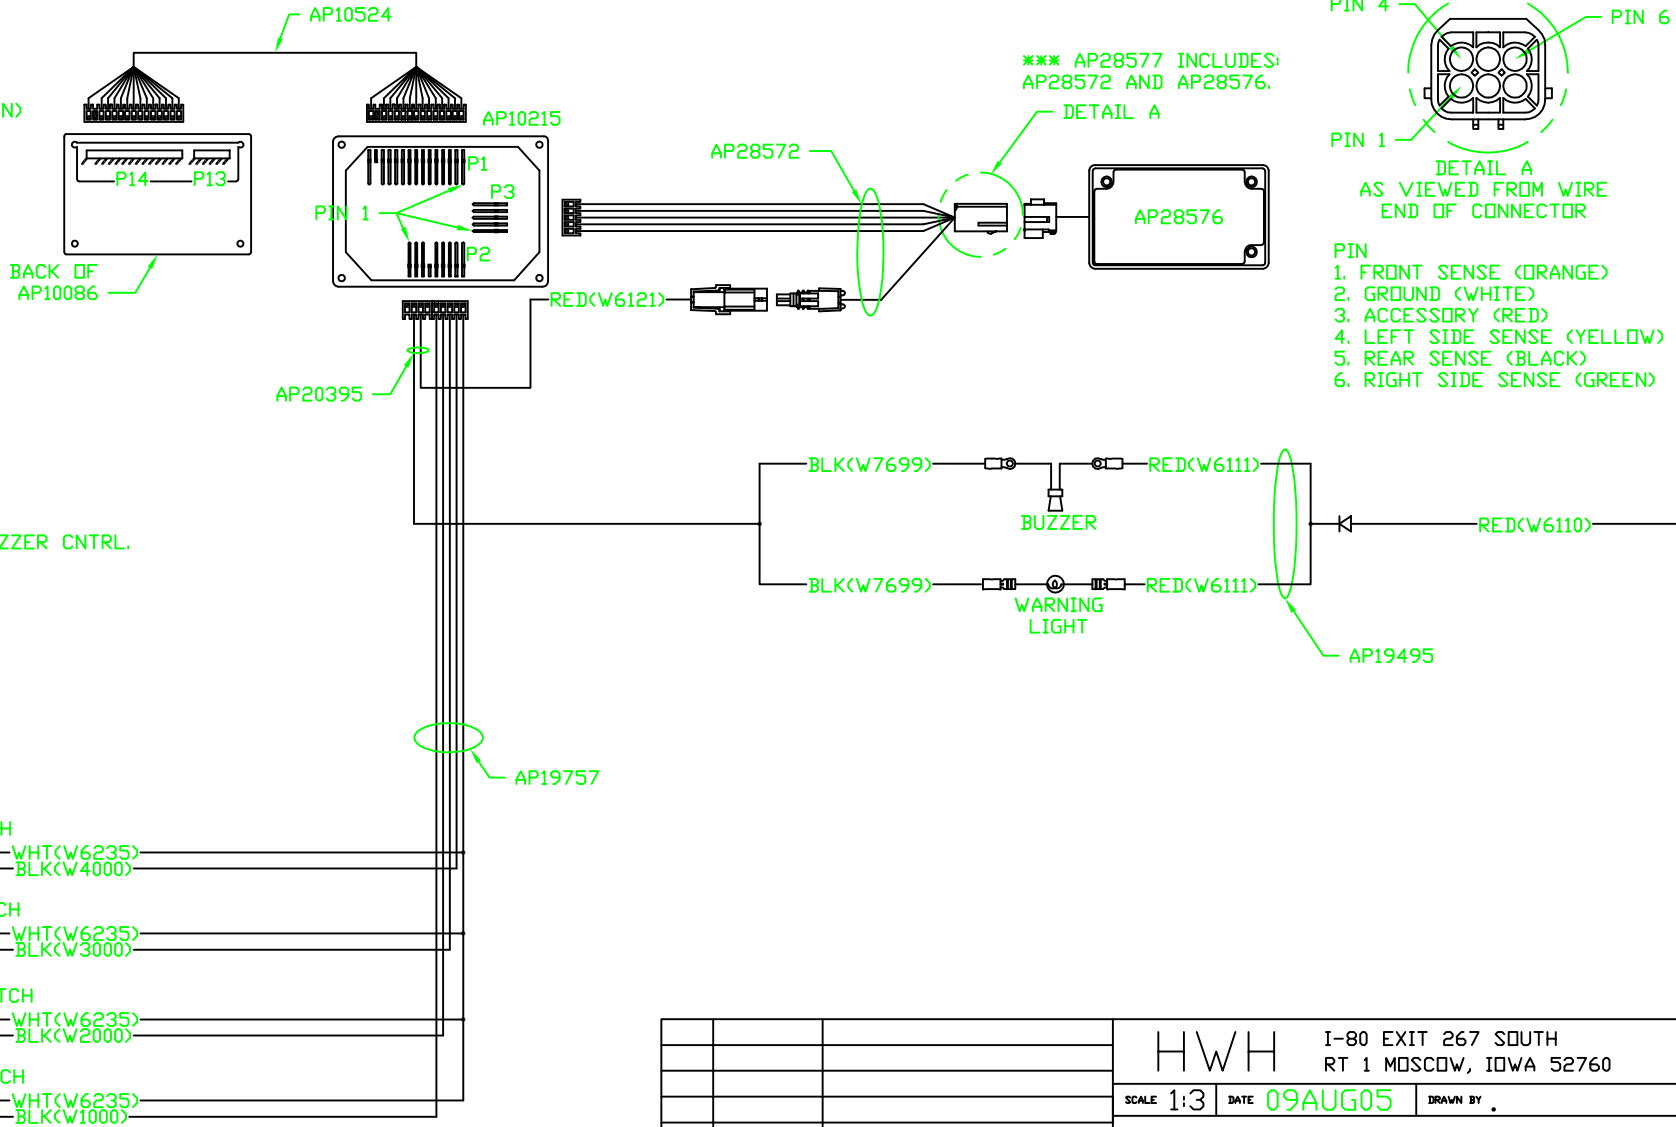 AP10524
PIN 4
PIN 6
*** AP28577 INCLUDES:
AP28572 AND AP28576.
DETAIL A
N)
AP10215
AP28572
PIN 1
P1
P14
P13
P3
PIN 1
AP28576
DETAIL A
AS VIEWED FROM WIRE
END OF CONNECTOR
P2
BACK OF
AP10086
RED(W6121)
PIN
1. FRONT SENSE (ORANGE)
2. GROUND (WHITE)
3. ACCESSORY (RED)
4. LEFT SIDE SENSE (YELLOW)
5. REAR SENSE (BLACK)
6. RIGHT SIDE SENSE (GREEN)
AP20395
BLK(W7699)
RED(W6111)
BUZZER
RED(W6110)
ZZER CNTRL.
BLK(W7699)
RED(W6111)
WARNING
LIGHT
AP19495
AP19757
H
WHT(W6235)
BLK(W4000)
CH
WHT(W6235)
BLK(W3000)
TCH
WHT(W6235)
BLK(W2000)
CH
WHT(W6235)
BLK(W1000)
HWH
I-80 EXIT 267 SOUTH
RT 1 MOSCOW, IOWA 52760
SCALE 1:3
DATE 09AUG05
DRAWN BY .